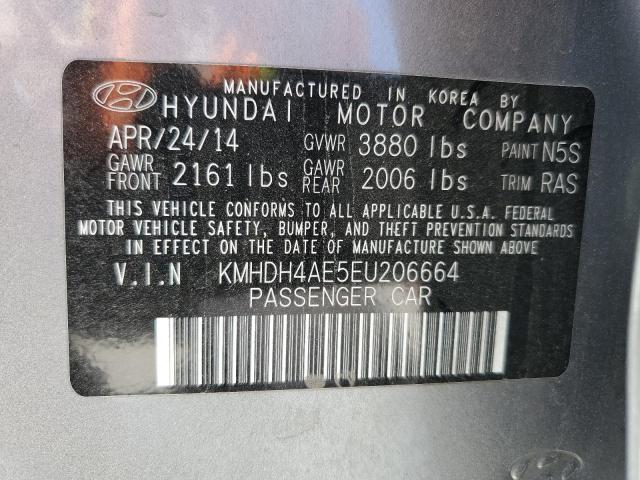 MANUFACTURED IN KOREA BY
HYUNDAI MOTOR COMPANY
APR/24/14 GVWR 3880 lbs PAINT N5S
GAWR FRONT 2161 lbs GAWR REAR 2006 lbs TRIM RAS
THIS VEHICLE CONFORMS TO ALL APPLICABLE U.S.A. FEDERAL
MOTOR VEHICLE SAFETY, BUMPER, AND THEFT PREVENTION STANDARDS
IN EFFECT ON THE DATE OF MANUFACTURE SHOWN ABOVE.
V.I.N KMHDH4AE5EU206664
PASSENGER CAR